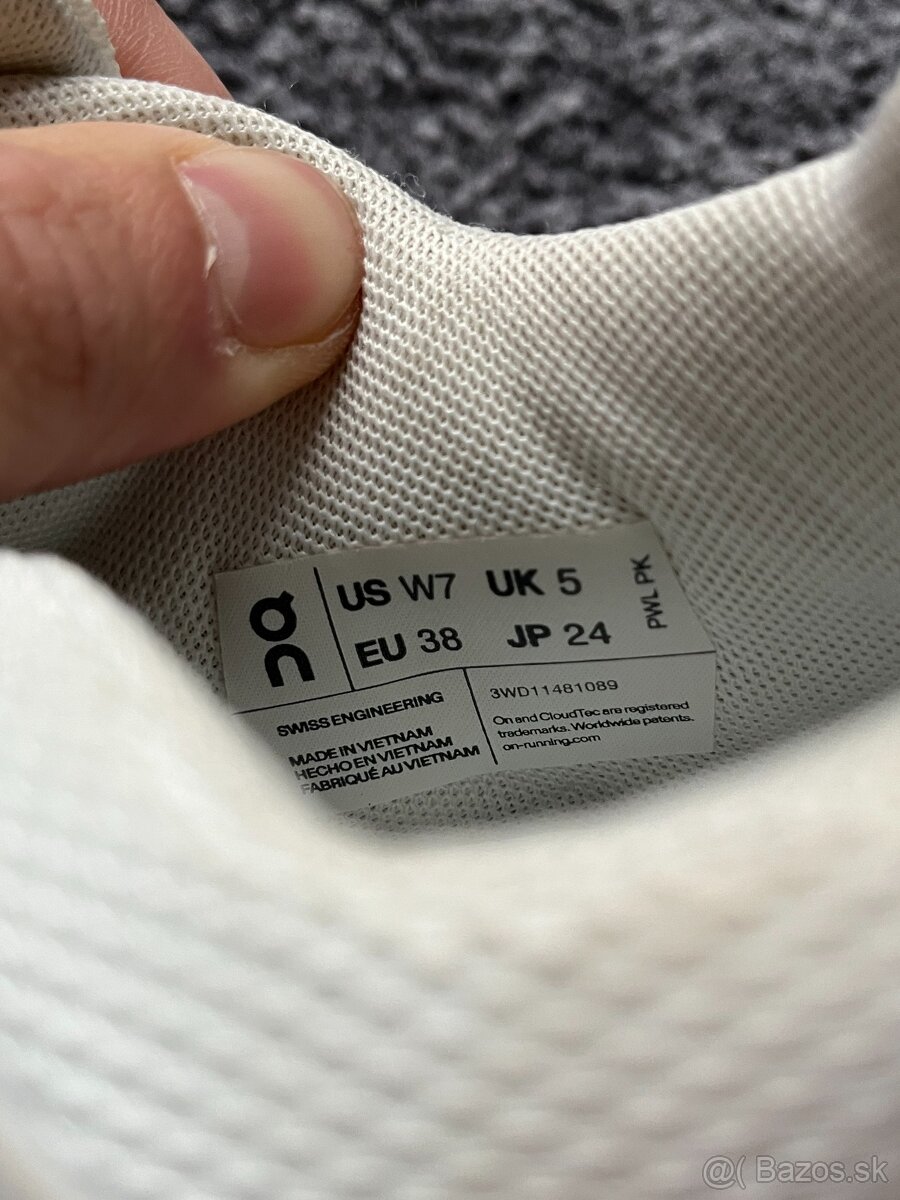 On
US W7 UK 5
EU 38 JP 24
PWL PK
SWISS ENGINEERING
MADE IN VIETNAM
HECHO EN VIETNAM
FABRIQUÉ AU VIETNAM
3WD11481089
On and CloudTec are registered
trademarks. Worldwide patents.
on-running.com
@( Bazos.sk